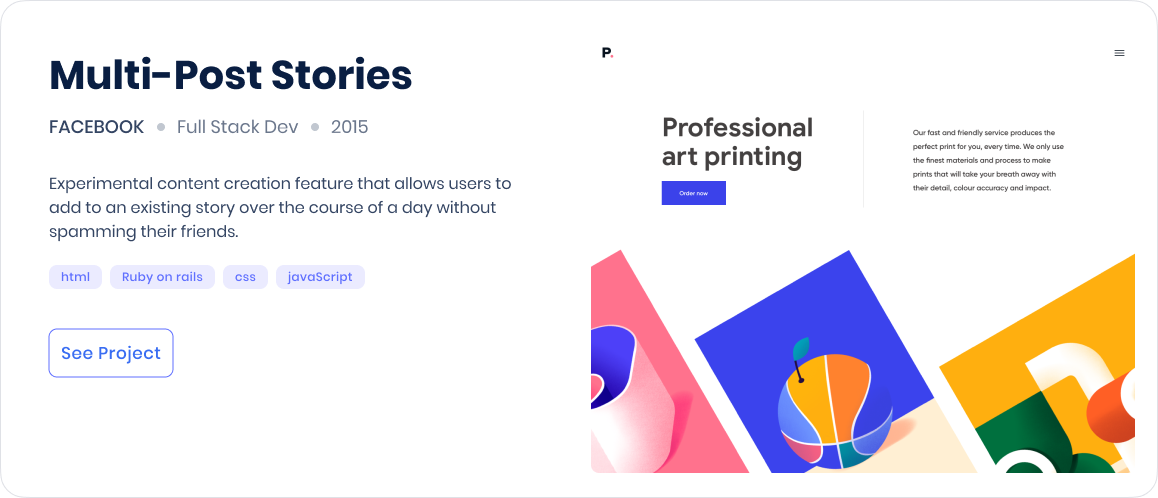 Multi-Post Stories
FACEBOOK Full Stack Dev 2015
Experimental content creation feature that allows users to
add to an existing story over the course of a day without
spamming their friends.
html Ruby on rails css javaScript
See Project
P.
Professional
art printing
Order now
Our fast and friendly service produces the
perfect print for you, every time. We only use
the finest materials and process to make
prints that will take your breath away with
their detail, colour accuracy and impact.